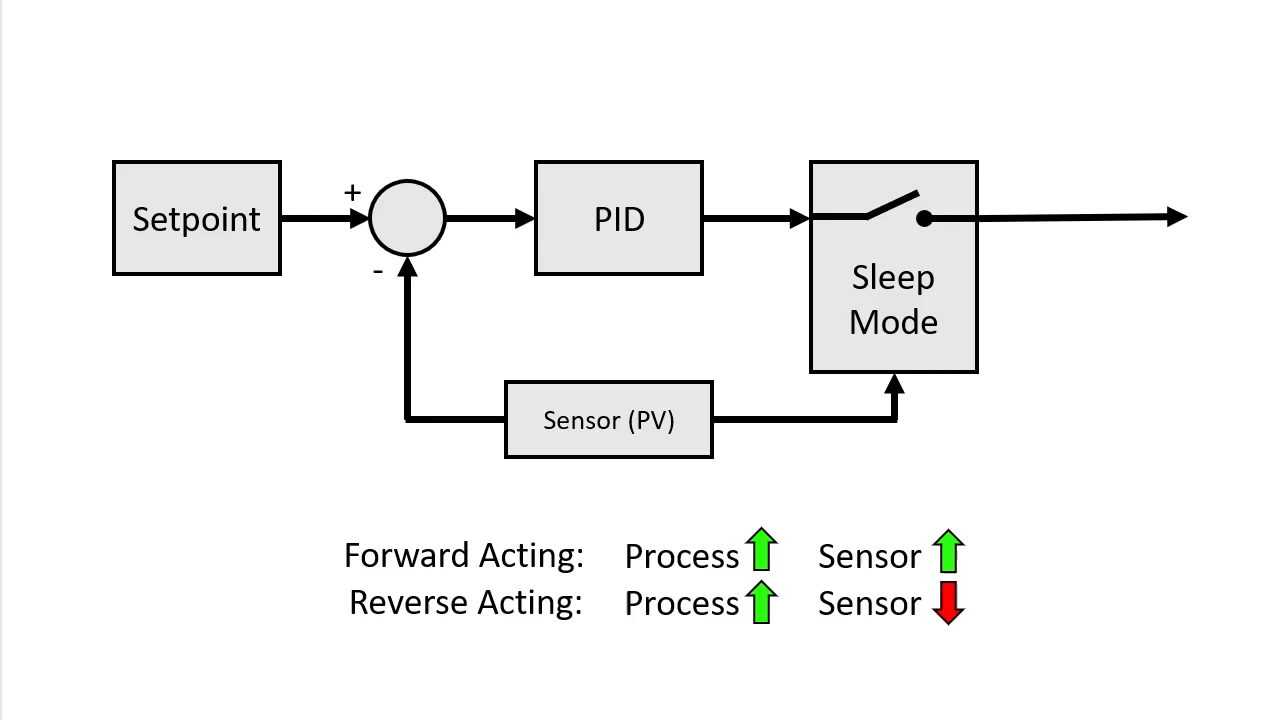 +
Setpoint
PID
-
Sleep
Mode
Sensor (PV)
Forward Acting: Process Sensor
Reverse Acting: Process Sensor